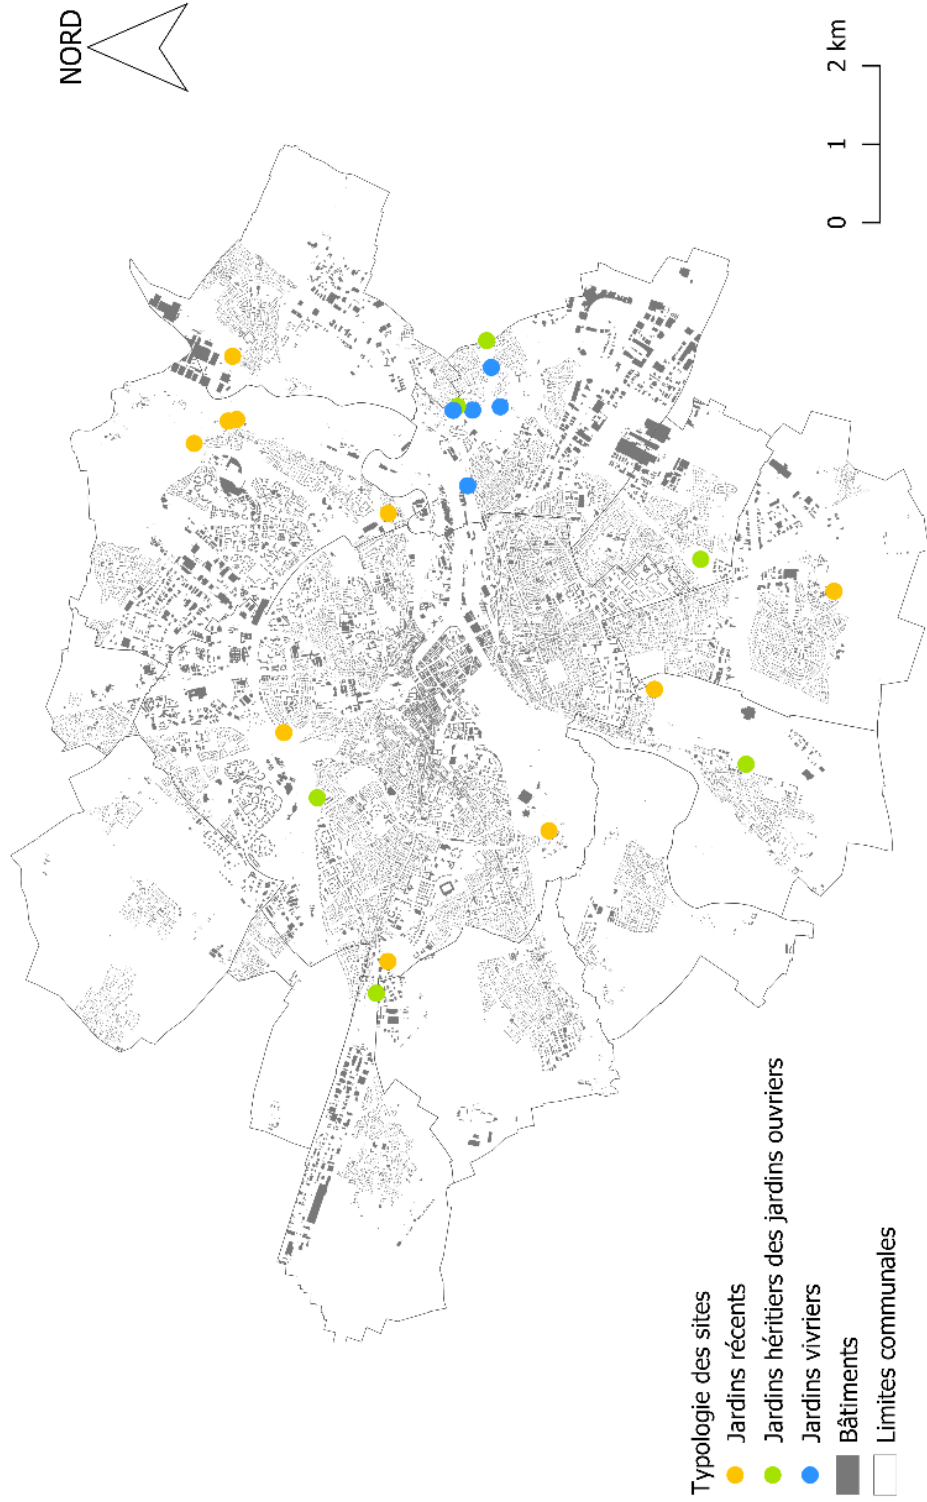 NORD
0 1 2 km
Typologie des sites
Jardins récents
Jardins héritiers des jardins ouvriers
Jardins vivriers
Bâtiments
Limites communales